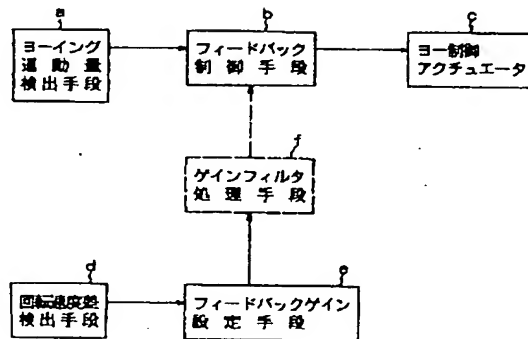 a
ヨーイング
運動量
検出手段
b
フィードバック
制御手段
c
ヨー制御
アクチュエータ
f
ゲインフィルタ
処理手段
d
回転速度差
検出手段
e
フィードバックゲイン
設定手段